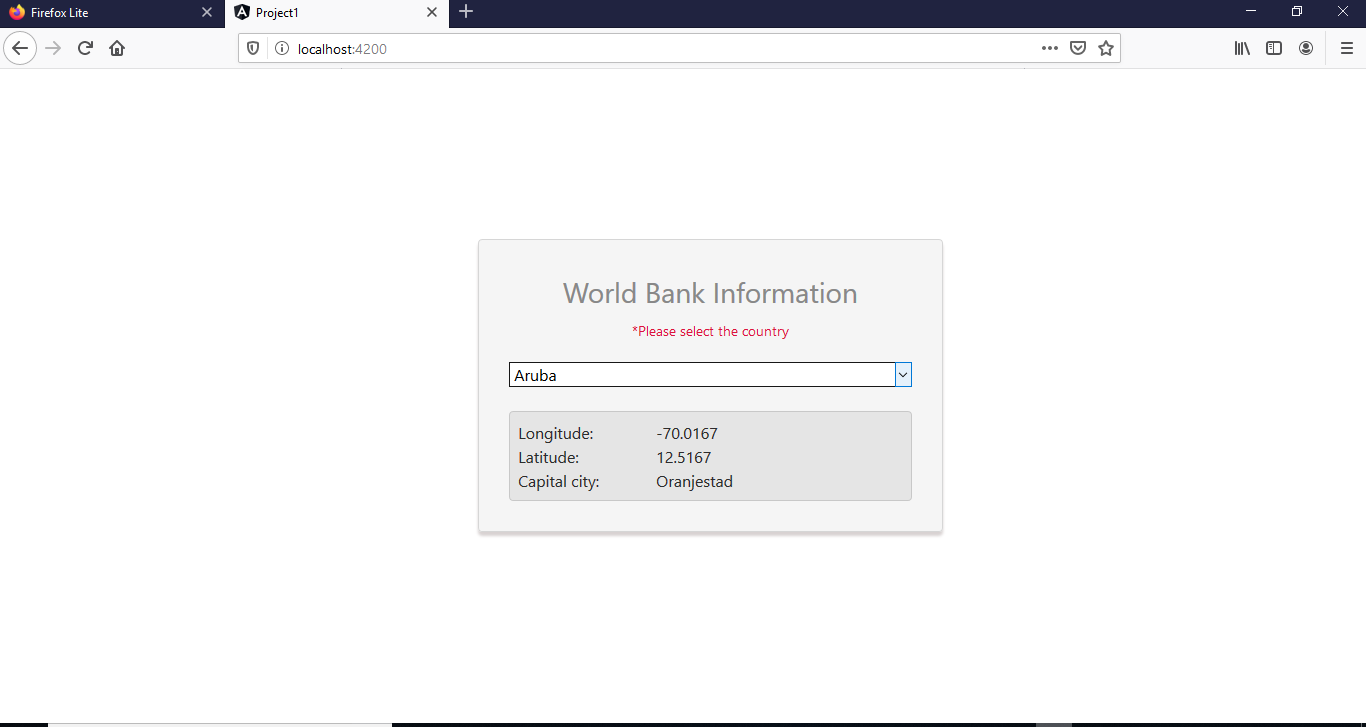 Firefox Lite
Project1
localhost:4200
World Bank Information
*Please select the country
Aruba
Longitude: -70.0167
Latitude: 12.5167
Capital city: Oranjestad